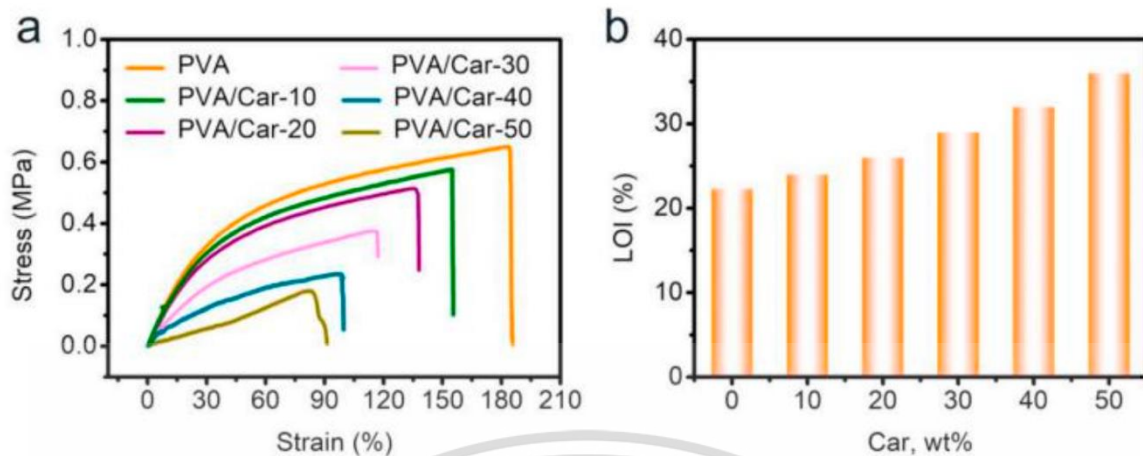 a
1.0
0.8
0.6
0.4
0.2
0.0
Stress (MPa)
PVA
PVA/Car-10
PVA/Car-20
PVA/Car-30
PVA/Car-40
PVA/Car-50
0 30 60 90 120 150 180 210
Strain (%)
b
40
30
20
10
0
LOI (%)
0 10 20 30 40 50
Car, wt%